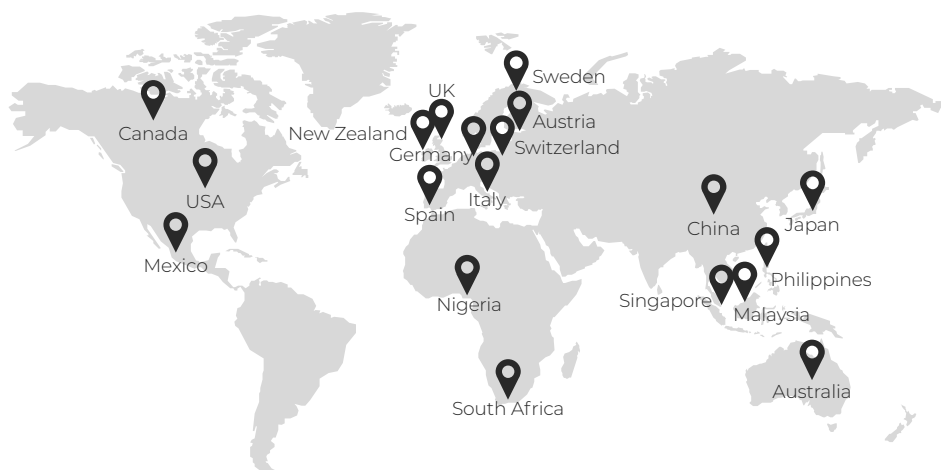 Sweden
UK
Austria
Canada
New Zealand
Switzerland
Germany
USA
Italy
Spain
Japan
China
Mexico
Philippines
Singapore
Nigeria
Malaysia
Australia
South Africa